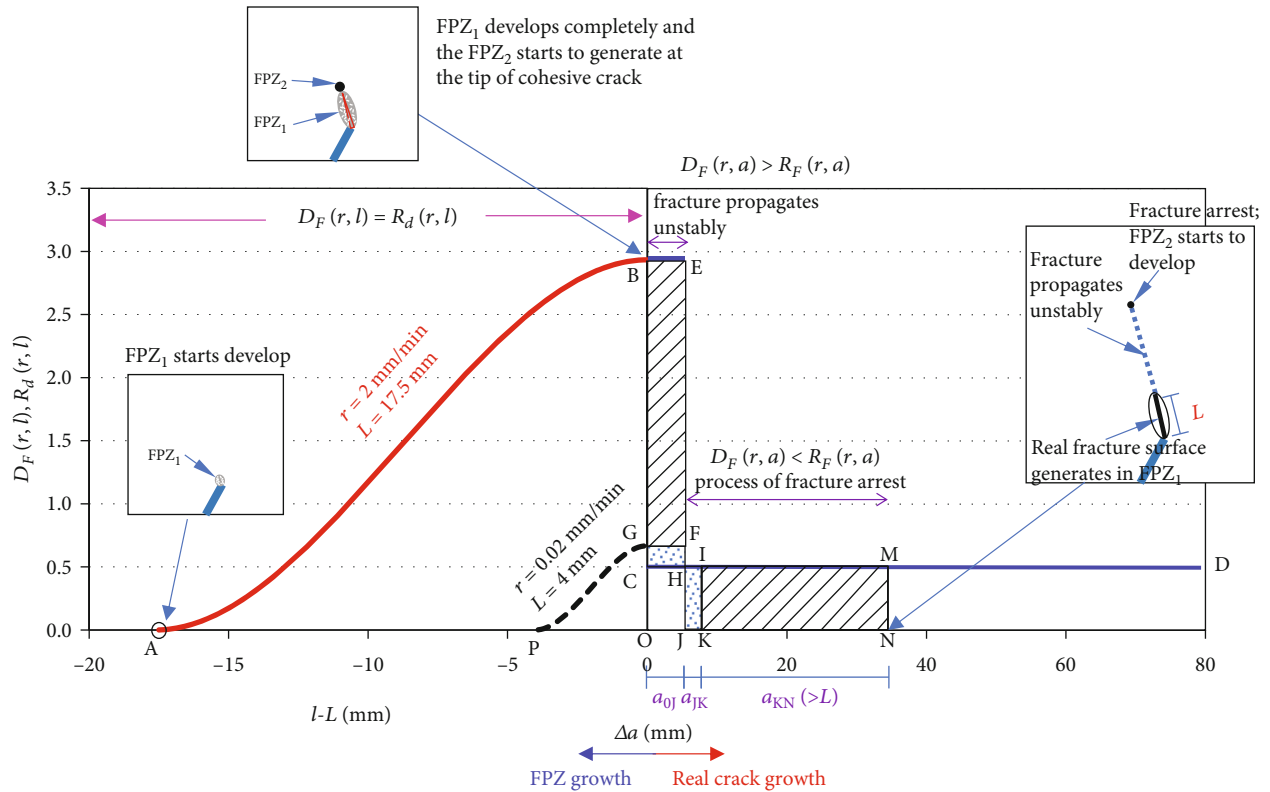 FPZ₁ develops completely and
the FPZ₂ starts to generate at
the tip of cohesive crack
FPZ₂
FPZ₁
D_F (r, a) > R_F (r, a)
fracture propagates
unstably
D_F (r, l) = R_d (r, l)
Fracture arrest;
FPZ₂ starts to
develop
Fracture
propagates
unstably
L
Real fracture surface
generates in FPZ₁
FPZ₁ starts develop
FPZ₁
r = 2 mm/min
L = 17.5 mm
r = 0.02 mm/min
L = 4 mm
D_F (r, a) < R_F (r, a)
process of fracture arrest
B
E
G
F
C
H
I
M
D
A
P
O
J
K
N
D_F (r, l), R_d (r, l)
3.5
3.0
2.5
2.0
1.5
1.0
0.5
0.0
−20
−15
−10
−5
0
20
40
60
80
a₀J
a_JK
a_KN (>L)
l-L (mm)
Δa (mm)
FPZ growth
Real crack growth